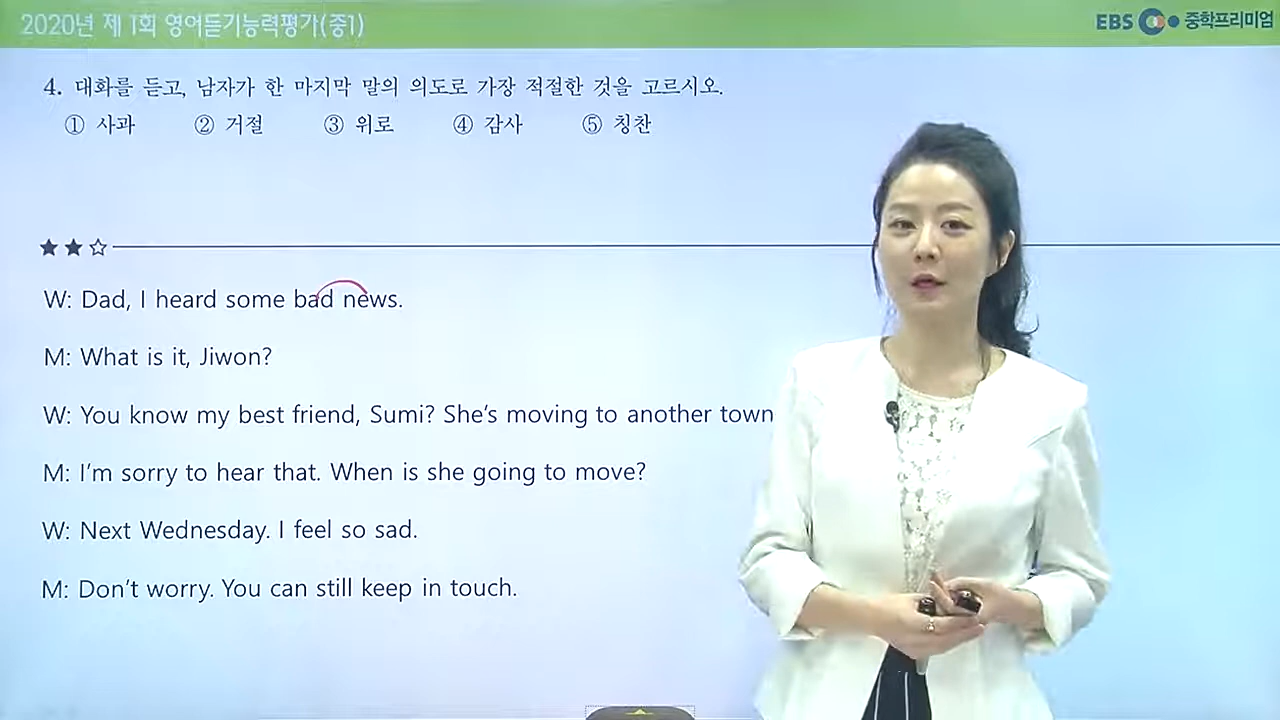 2020년 제 1회 영어듣기능력평가(중1)
EBS 중학프리미엄
4. 대화를 듣고, 남자가 한 마지막 말의 의도로 가장 적절한 것을 고르시오.
① 사과 ② 거절 ③ 위로 ④ 감사 ⑤ 칭찬
W: Dad, I heard some bad news.
M: What is it, Jiwon?
W: You know my best friend, Sumi? She's moving to another town
M: I'm sorry to hear that. When is she going to move?
W: Next Wednesday. I feel so sad.
M: Don't worry. You can still keep in touch.